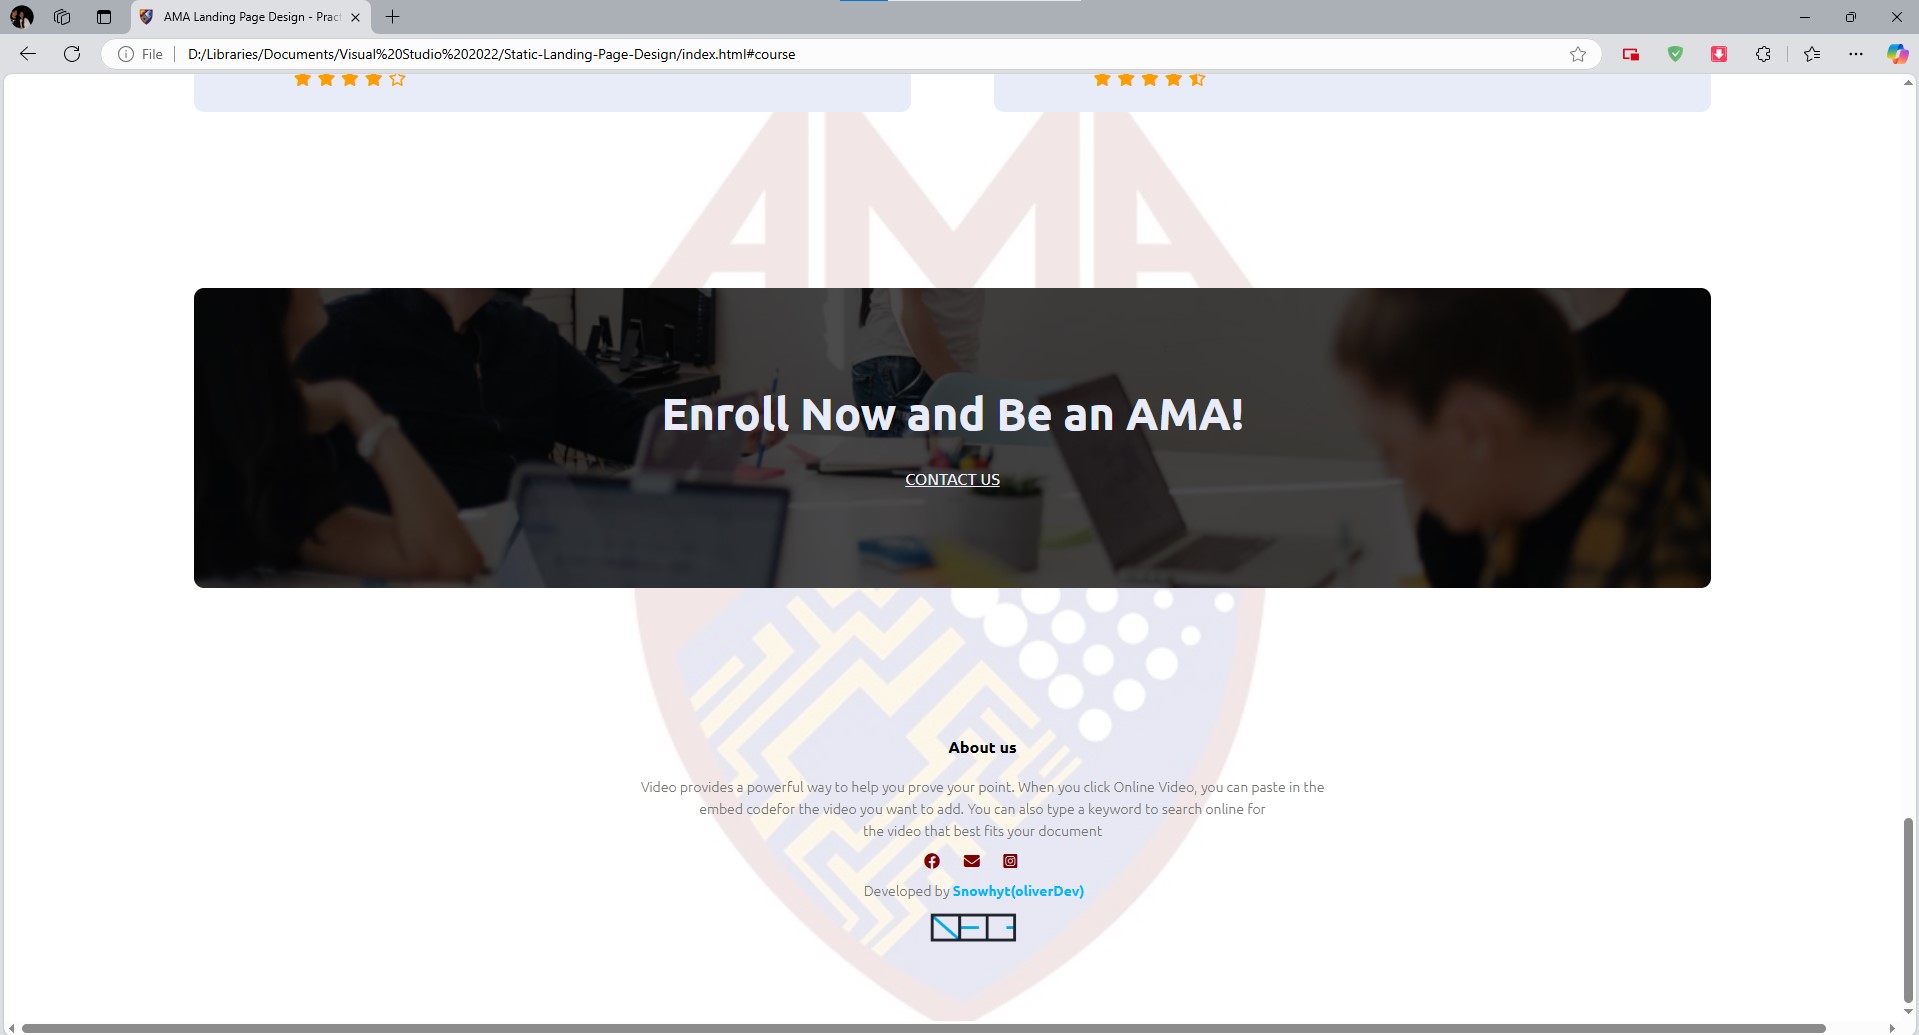 AMA Landing Page Design - Prac
File
D:/Libraries/Documents/Visual%20Studio%202022/Static-Landing-Page-Design/index.html#course
AMA
Enroll Now and Be an AMA!
CONTACT US
About us
Video provides a powerful way to help you prove your point. When you click Online Video, you can paste in the
embed codefor the video you want to add. You can also type a keyword to search online for
the video that best fits your document
Developed by Snowhyt(oliverDev)